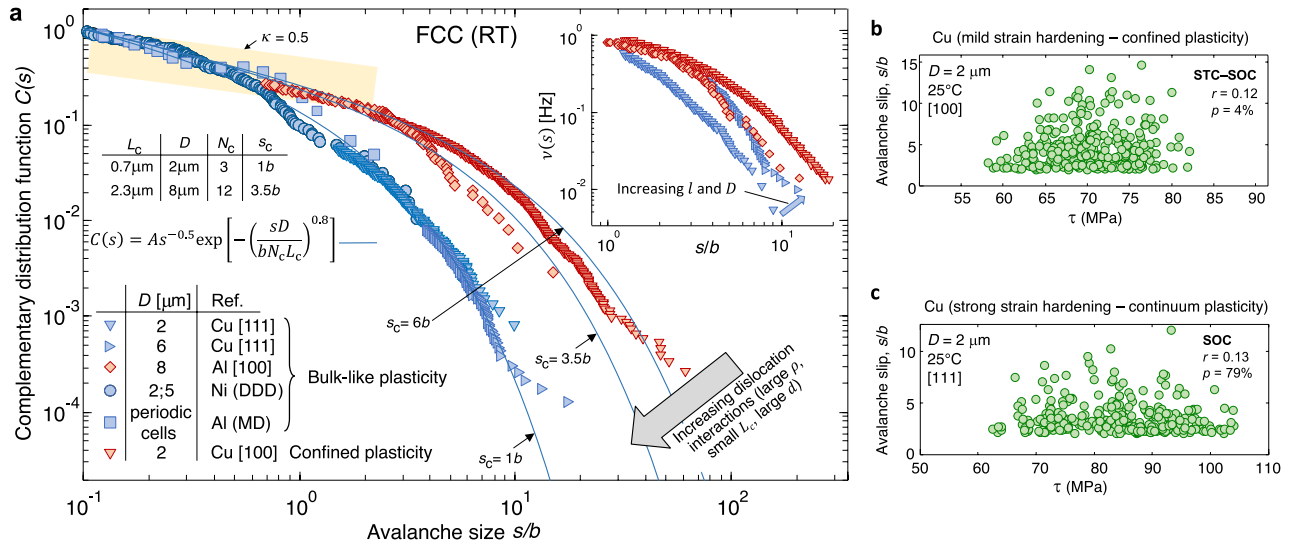 a
FCC (RT)
κ = 0.5
Complementary distribution function C(s)
10^0
10^-1
10^-2
10^-3
10^-4
L_c D N_c s_c
0.7μm 2μm 3 1b
2.3μm 8μm 12 3.5b
C(s) = As^-0.5 exp[-(sD/bN_cL_c)^0.8]
D [μm] Ref.
2 Cu [111]
6 Cu [111]
8 Al [100]
2;5 Ni (DDD)
periodic cells Al (MD)
Bulk-like plasticity
2 Cu [100] Confined plasticity
s_c= 6b
s_c= 3.5b
s_c= 1b
Increasing dislocation
interactions (large ρ,
small L_c, large d)
10^-1 10^0 10^1 10^2
Avalanche size s/b
ν(s) [Hz]
10^0
10^-1
10^-2
Increasing l and D
10^0 10^1
s/b
b
Cu (mild strain hardening – confined plasticity)
Avalanche slip, s/b
15
10
5
0
D = 2 μm
25°C
[100]
STC–SOC
r = 0.12
p = 4%
55 60 65 70 75 80 85 90
τ (MPa)
c
Cu (strong strain hardening – continuum plasticity)
Avalanche slip, s/b
10
5
0
D = 2 μm
25°C
[111]
SOC
r = 0.13
p = 79%
50 60 70 80 90 100 110
τ (MPa)